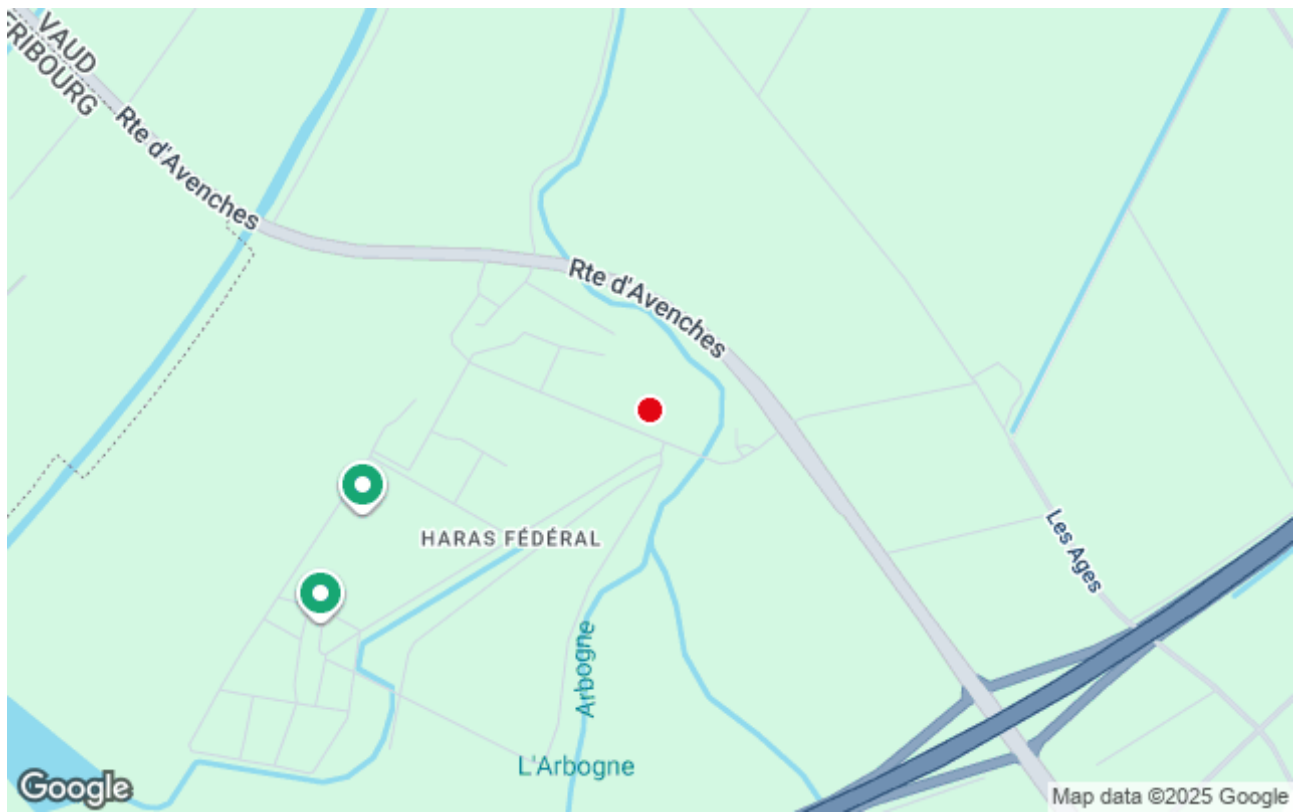 VAUD
FRIBOURG
Rte d'Avenches
Rte d'Avenches
HARAS FÉDÉRAL
Les Ages
Arbogne
L'Arbogne
Google
Map data ©2025 Google